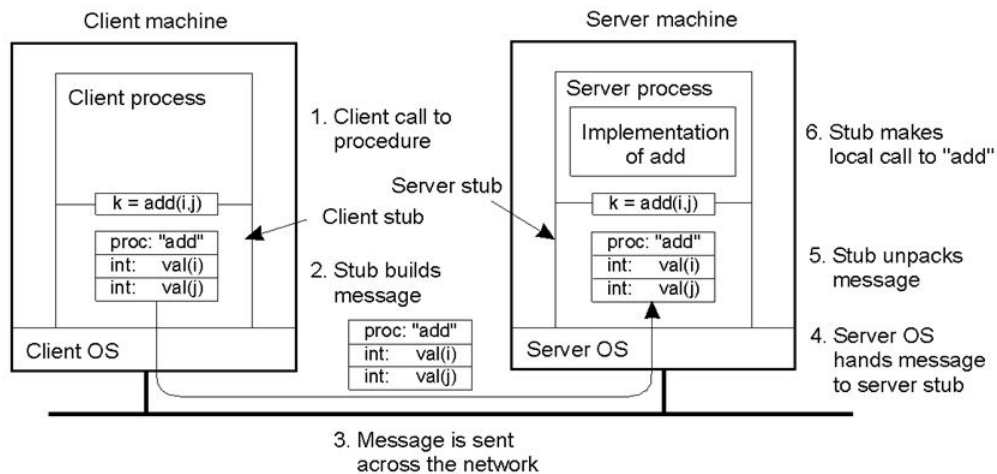 Client machine
Server machine
Client process
1. Client call to
procedure
k = add(i,j)
Client stub
proc: "add"
int: val(i)
int: val(j)
2. Stub builds
message
proc: "add"
int: val(i)
int: val(j)
Client OS
3. Message is sent
across the network
Server process
Implementation
of add
Server stub
k = add(i,j)
proc: "add"
int: val(i)
int: val(j)
Server OS
6. Stub makes
local call to "add"
5. Stub unpacks
message
4. Server OS
hands message
to server stub